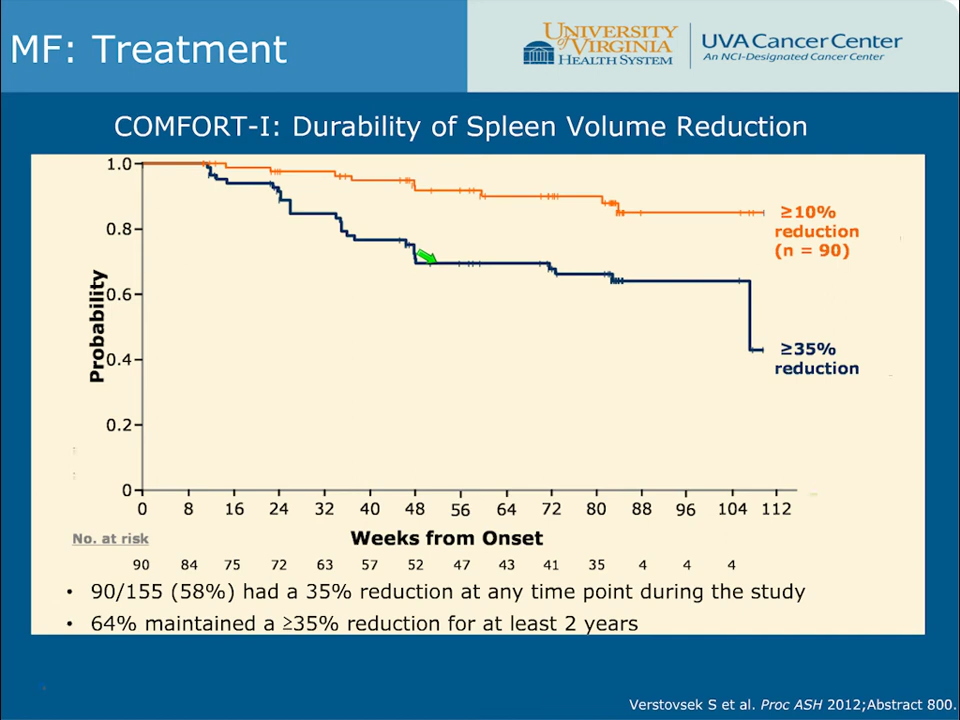 MF: Treatment
UNIVERSITY
of VIRGINIA
HEALTH SYSTEM
UVA Cancer Center
An NCI-Designated Cancer Center
COMFORT-I: Durability of Spleen Volume Reduction
1.0
0.8
0.6
0.4
0.2
0
Probability
≥10%
reduction
(n = 90)
≥35%
reduction
0 8 16 24 32 40 48 56 64 72 80 88 96 104 112
No. at risk
Weeks from Onset
90 84 75 72 63 57 52 47 43 41 35 4 4 4
• 90/155 (58%) had a 35% reduction at any time point during the study
• 64% maintained a ≥35% reduction for at least 2 years
Verstovsek S et al. Proc ASH 2012;Abstract 800.